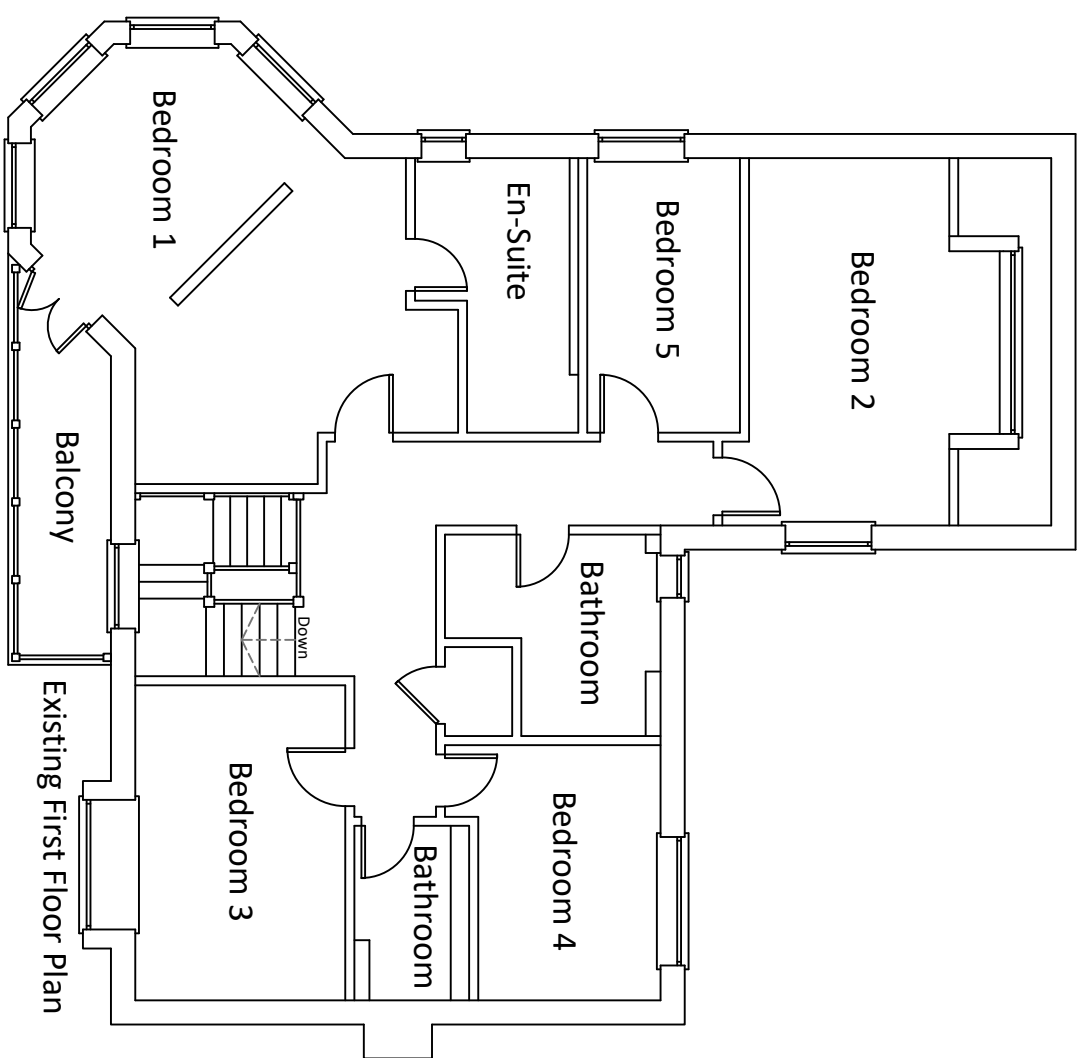 Bedroom 2
Bedroom 5
Bathroom
Bedroom 4
En-Suite
Bathroom
Down
Bedroom 3
Bedroom 1
Balcony
Existing First Floor Plan